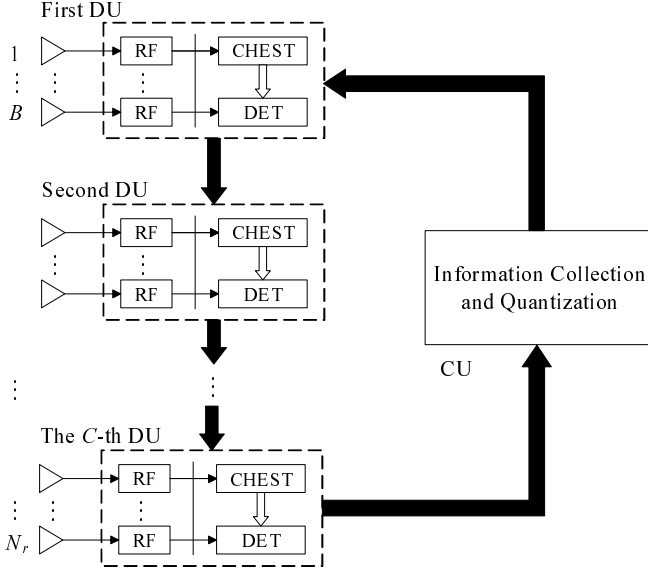 First DU
1
RF
CHEST
B
RF
DET
Second DU
RF
CHEST
RF
DET
Information Collection
and Quantization
CU
The C-th DU
RF
CHEST
N_r
RF
DET